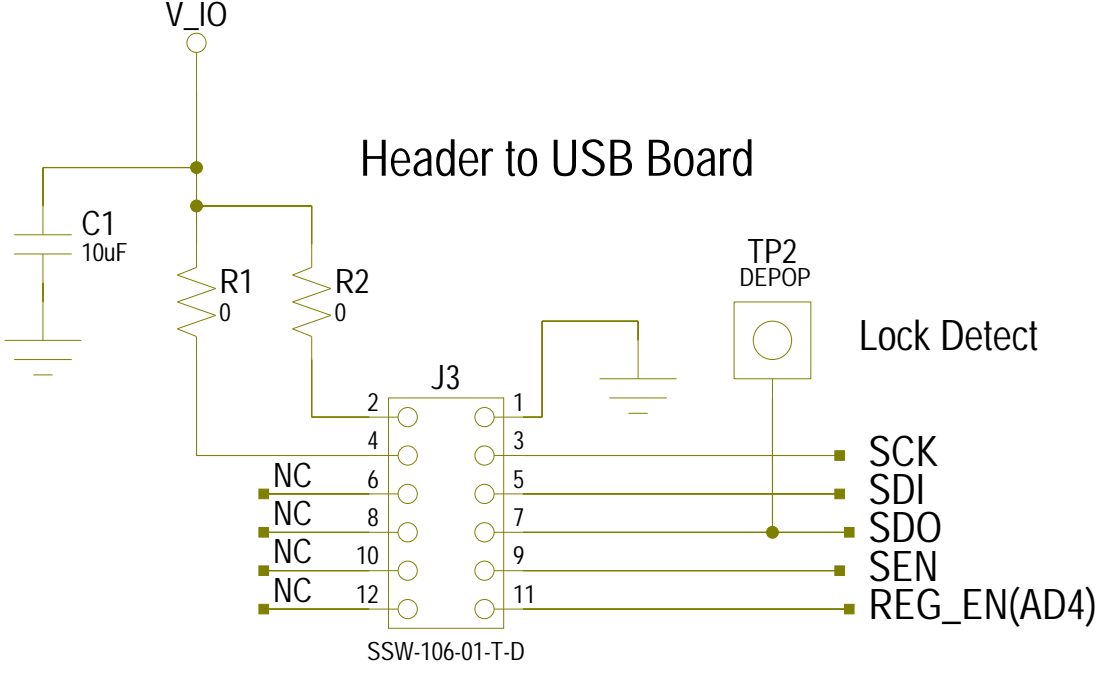 V_IO
Header to USB Board
C1
10uF
R1
0
R2
0
TP2
DEPOP
Lock Detect
J3
2
1
4
3
SCK
NC
6
5
SDI
NC
8
7
SDO
NC
10
9
SEN
NC
12
11
REG_EN(AD4)
SSW-106-01-T-D